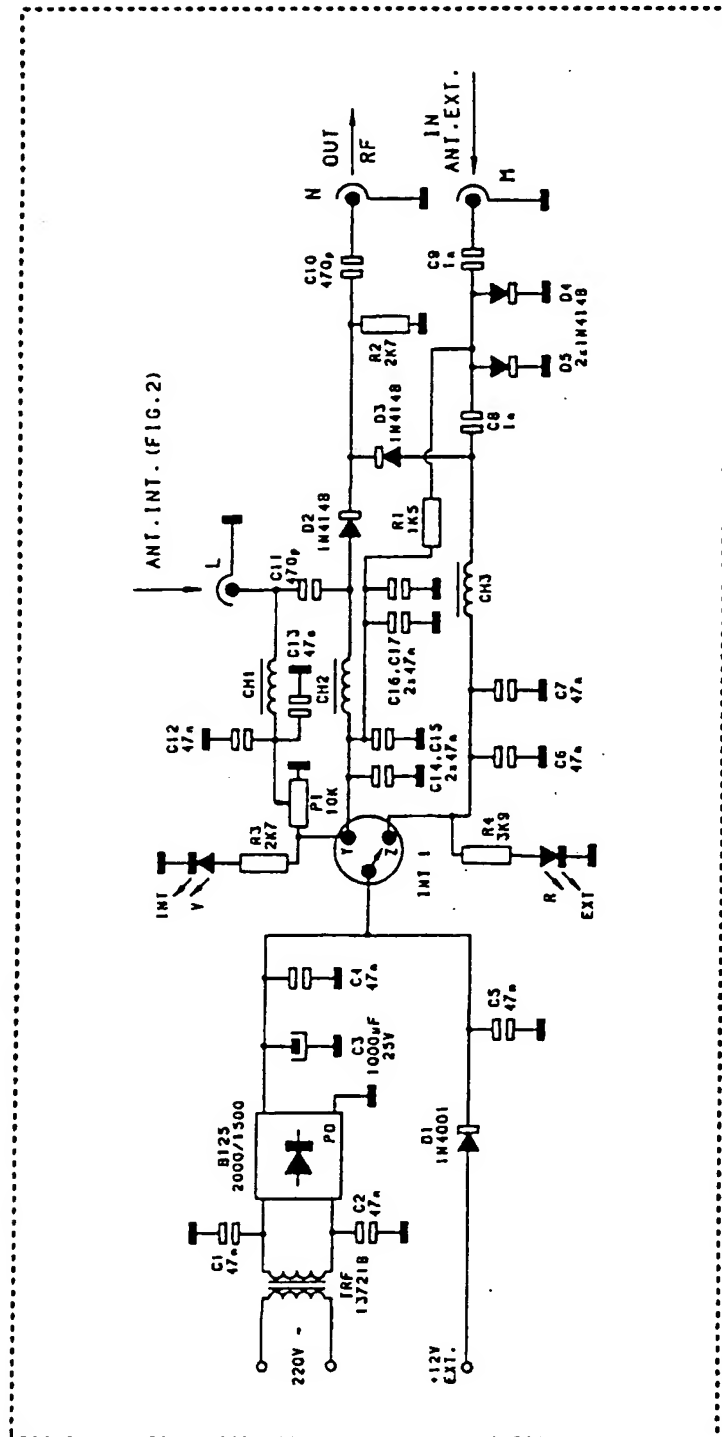 220V ~
+12V
EXT.
TRF
137218
C1
47n
C2
47n
B125
2000/1500
PD
C3
1000uF
25V
C4
47n
D1
1N4001
C5
47n
INT 1
Y
Z
INT
V
R3
2K7
P1
10K
C12
47n
CH1
C13
47n
ANT.INT.(FIG.2)
L
C11
470p
CH2
C14,C15
2x47n
C16,C17
2x47n
D2
1N4148
D3
1N4148
R1
1K5
CH3
R4
3K9
R
EXT
C6
47n
C7
47n
C8
1n
D5
D4
2x1N4148
C9
1n
R2
2K7
C10
470p
N
OUT
RF
IN
ANT.EXT.
M